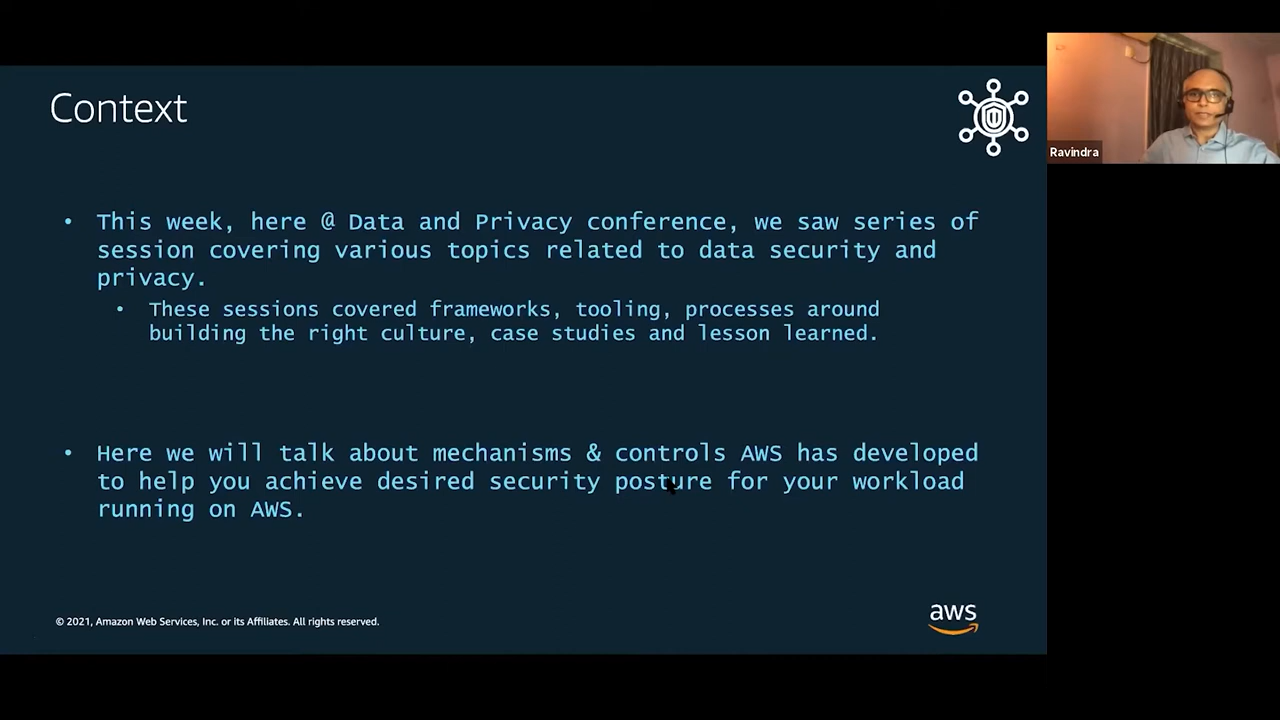 Context
Ravindra
• This week, here @ Data and Privacy conference, we saw series of
session covering various topics related to data security and
privacy.
• These sessions covered frameworks, tooling, processes around
building the right culture, case studies and lesson learned.
• Here we will talk about mechanisms & controls AWS has developed
to help you achieve desired security posture for your workload
running on AWS.
© 2021, Amazon Web Services, Inc. or its Affiliates. All rights reserved.
aws